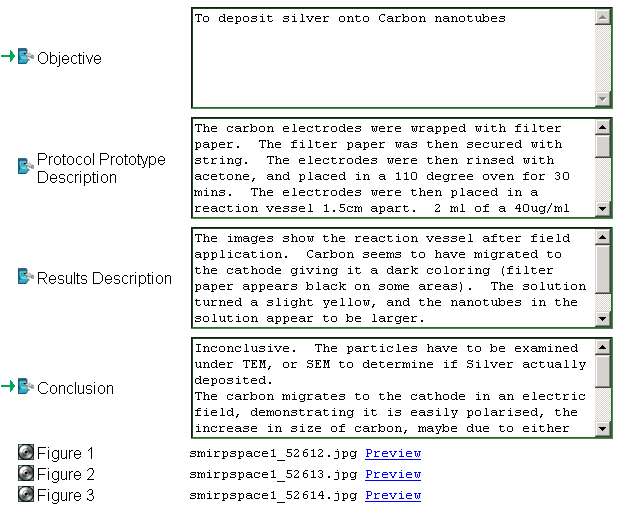 Objective
To deposit silver onto Carbon nanotubes
Protocol Prototype
Description
The carbon electrodes were wrapped with filter
paper.  The filter paper was then secured with
string.  The electrodes were then rinsed with
acetone, and placed in a 110 degree oven for 30
mins.  The electrodes were then placed in a
reaction vessel 1.5cm apart.  2 ml of a 40ug/ml
Results Description
The images show the reaction vessel after field
application.  Carbon seems to have migrated to
the cathode giving it a dark coloring (filter
paper appears black on some areas).  The solution
turned a slight yellow, and the nanotubes in the
solution appear to be larger.
Conclusion
Inconclusive.  The particles have to be examined
under TEM, or SEM to determine if Silver actually
deposited.
The carbon migrates to the cathode in an electric
field, demonstrating it is easily polarised, the
increase in size of carbon, maybe due to either
Figure 1 smirpspace1_52612.jpg Preview
Figure 2 smirpspace1_52613.jpg Preview
Figure 3 smirpspace1_52614.jpg Preview